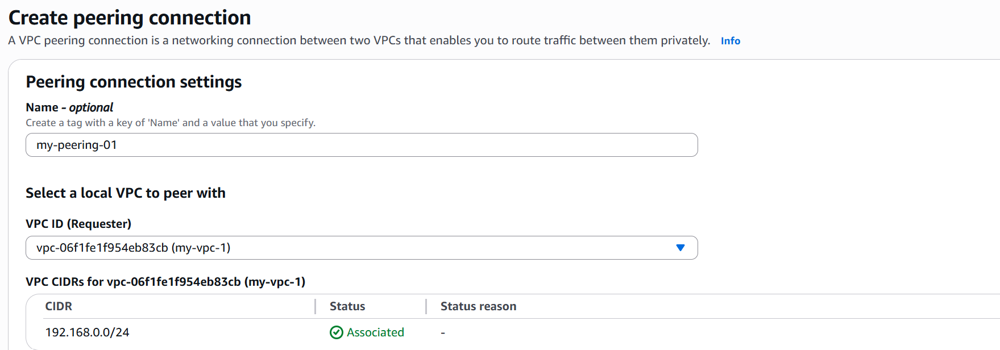 Create peering connection
A VPC peering connection is a networking connection between two VPCs that enables you to route traffic between them privately. Info
Peering connection settings
Name - optional
Create a tag with a key of 'Name' and a value that you specify.
my-peering-01
Select a local VPC to peer with
VPC ID (Requester)
vpc-06f1fe1f954eb83cb (my-vpc-1)
VPC CIDRs for vpc-06f1fe1f954eb83cb (my-vpc-1)
CIDR Status Status reason
192.168.0.0/24 Associated -